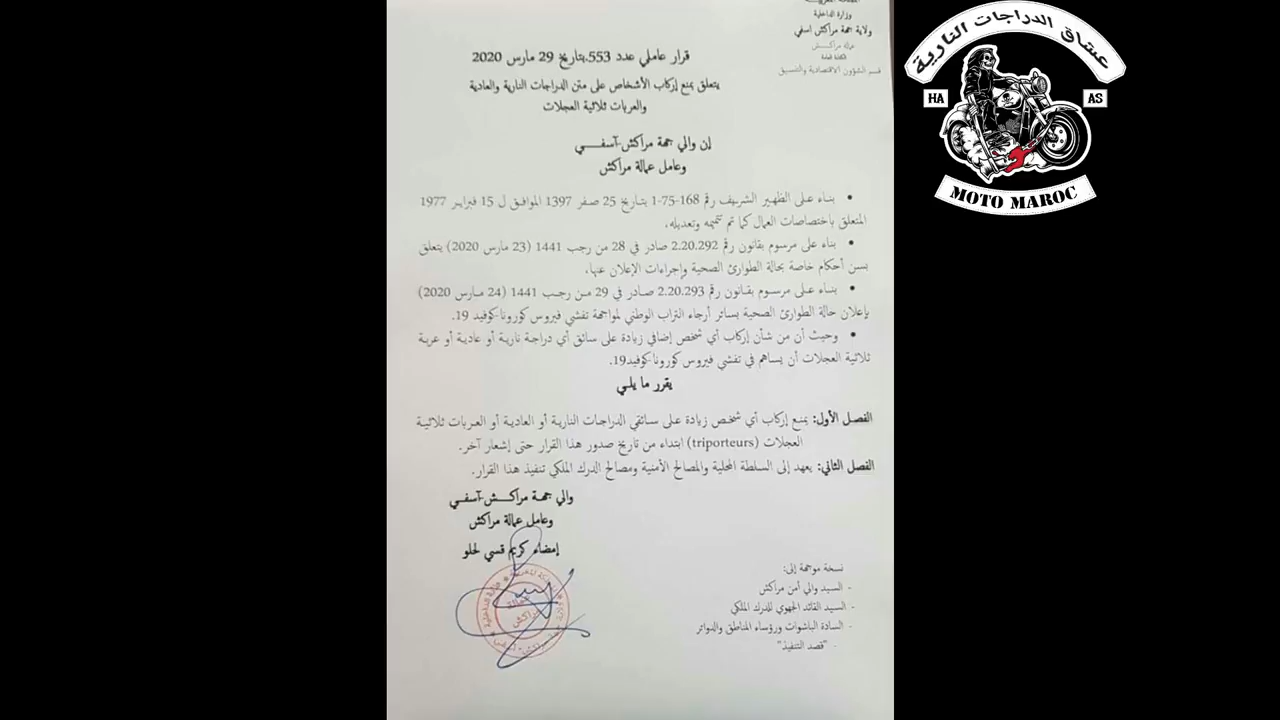 وزارة الداخلية
ولاية جهة مراكش اسفي
عمالة مراكش
الكتابة العامة
قسم الشؤون الاقتصادية والتنسيق
قرار عاملي عدد 553.بتاريخ 29 مارس 2020
يتعلق بمنع إركاب الأشخاص على متن الدراجات النارية والعادية
والعربات ثلاثية العجلات
إن والي جهة مراكش-آسفـــــي
وعامل عمالة مراكش
• بناء على الظهير الشريف رقم 168-75-1 بتاريخ 25 صفر 1397 الموافق ل 15 فبراير 1977
المتعلق باختصاصات العمال كما تم تتميمه وتعديله.
• بناء على مرسوم بقانون رقم 2.20.292 صادر في 28 من رجب 1441 (23 مارس 2020) يتعلق
بسن أحكام خاصة بحالة الطوارئ الصحية وإجراءات الإعلان عنها.
• بناء على مرسوم بقانون رقم 2.20.293 صادر في 29 من رجب 1441 (24 مارس 2020)
بإعلان حالة الطوارئ الصحية بسائر أرجاء التراب الوطني لمواجهة تفشي فيروس كورونا-كوفيد 19.
• وحيث أن من شأن إركاب أي شخص إضافي زيادة على سائق أي دراجة نارية أو عادية أو عربة
ثلاثية العجلات أن يساهم في تفشي فيروس كورونا-كوفيد19.
يقرر ما يلـي
الفصل الأول: يمنع إركاب أي شخص زيادة على سائقي الدراجات النارية أو العادية أو العربات ثلاثية
العجلات (triporteurs) ابتداء من تاريخ صدور هذا القرار حتى إشعار آخر.
الفصل الثاني: يعهد إلى السلطة المحلية والمصالح الأمنية ومصالح الدرك الملكي تنفيذ هذا القرار.
والي جهة مراكش-آسفي
وعامل عمالة مراكش
إمضاء كريم قسي لحلو
نسخة موجهة إلى:
- السيد والي أمن مراكش
- السيد القائد الجهوي للدرك الملكي
- السادة الباشوات ورؤساء المناطق والدوائر
- "قصد التنفيذ"
عشاق الدراجات النارية
HA AS
MOTO MAROC